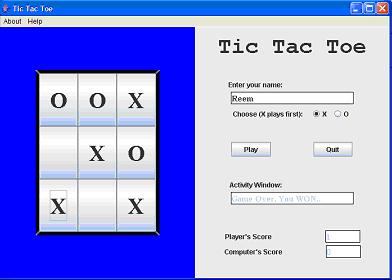 Tic Tac Toe
About Help
Tic Tac Toe
O O X
X O
X X
Enter your name:
Reem
Choose (X plays first): X O
Play Quit
Activity Window:
Game Over, You WON..
Player's Score 1
Computer's Score 0